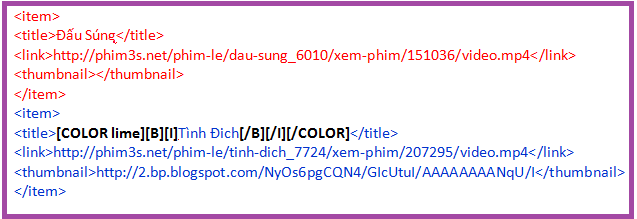 <item>
<title>Đấu Súng</title>
<link>http://phim3s.net/phim-le/dau-sung_6010/xem-phim/151036/video.mp4</link>
<thumbnail></thumbnail>
</item>
<item>
<title>[COLOR lime][B][I]Tình Đich[/B][/I][/COLOR]</title>
<link>http://phim3s.net/phim-le/tinh-dich_7724/xem-phim/207295/video.mp4</link>
<thumbnail>http://2.bp.blogspot.com/NyOs6pgCQN4/GIcUtuI/AAAAAAAANqU/I</thumbnail>
</item>